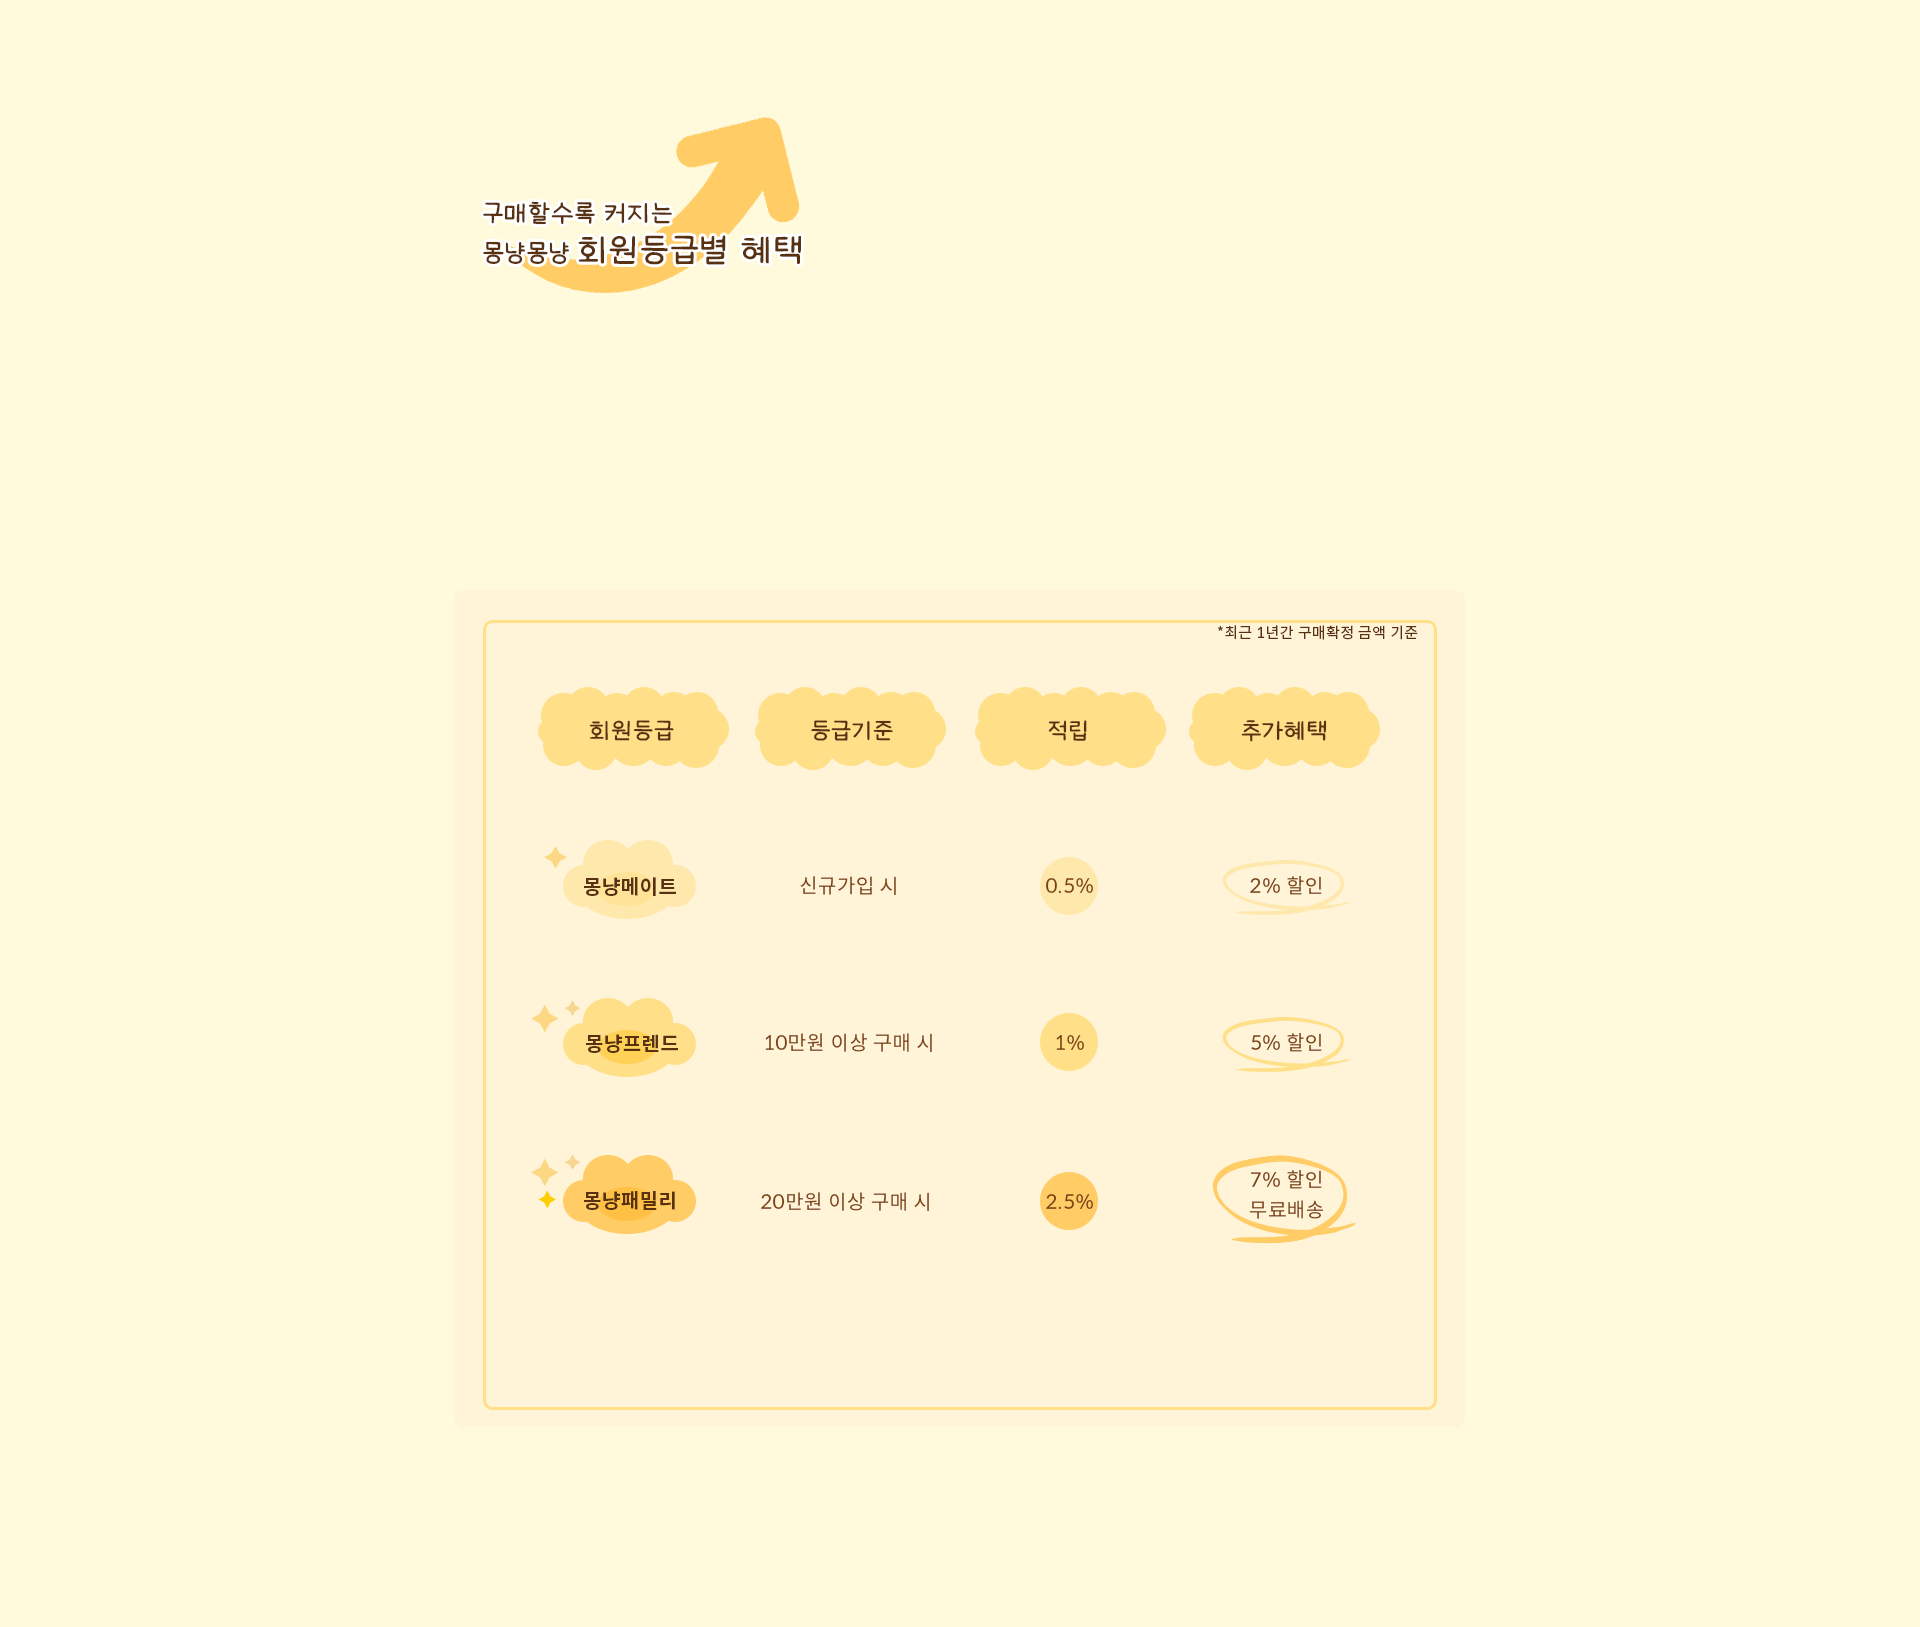 구매할수록 커지는
몽냥몽냥 회원등급별 혜택
*최근 1년간 구매확정 금액 기준
회원등급 등급기준 적립 추가혜택
몽냥메이트 신규가입 시 0.5% 2% 할인
몽냥프렌드 10만원 이상 구매 시 1% 5% 할인
몽냥패밀리 20만원 이상 구매 시 2.5% 7% 할인
무료배송